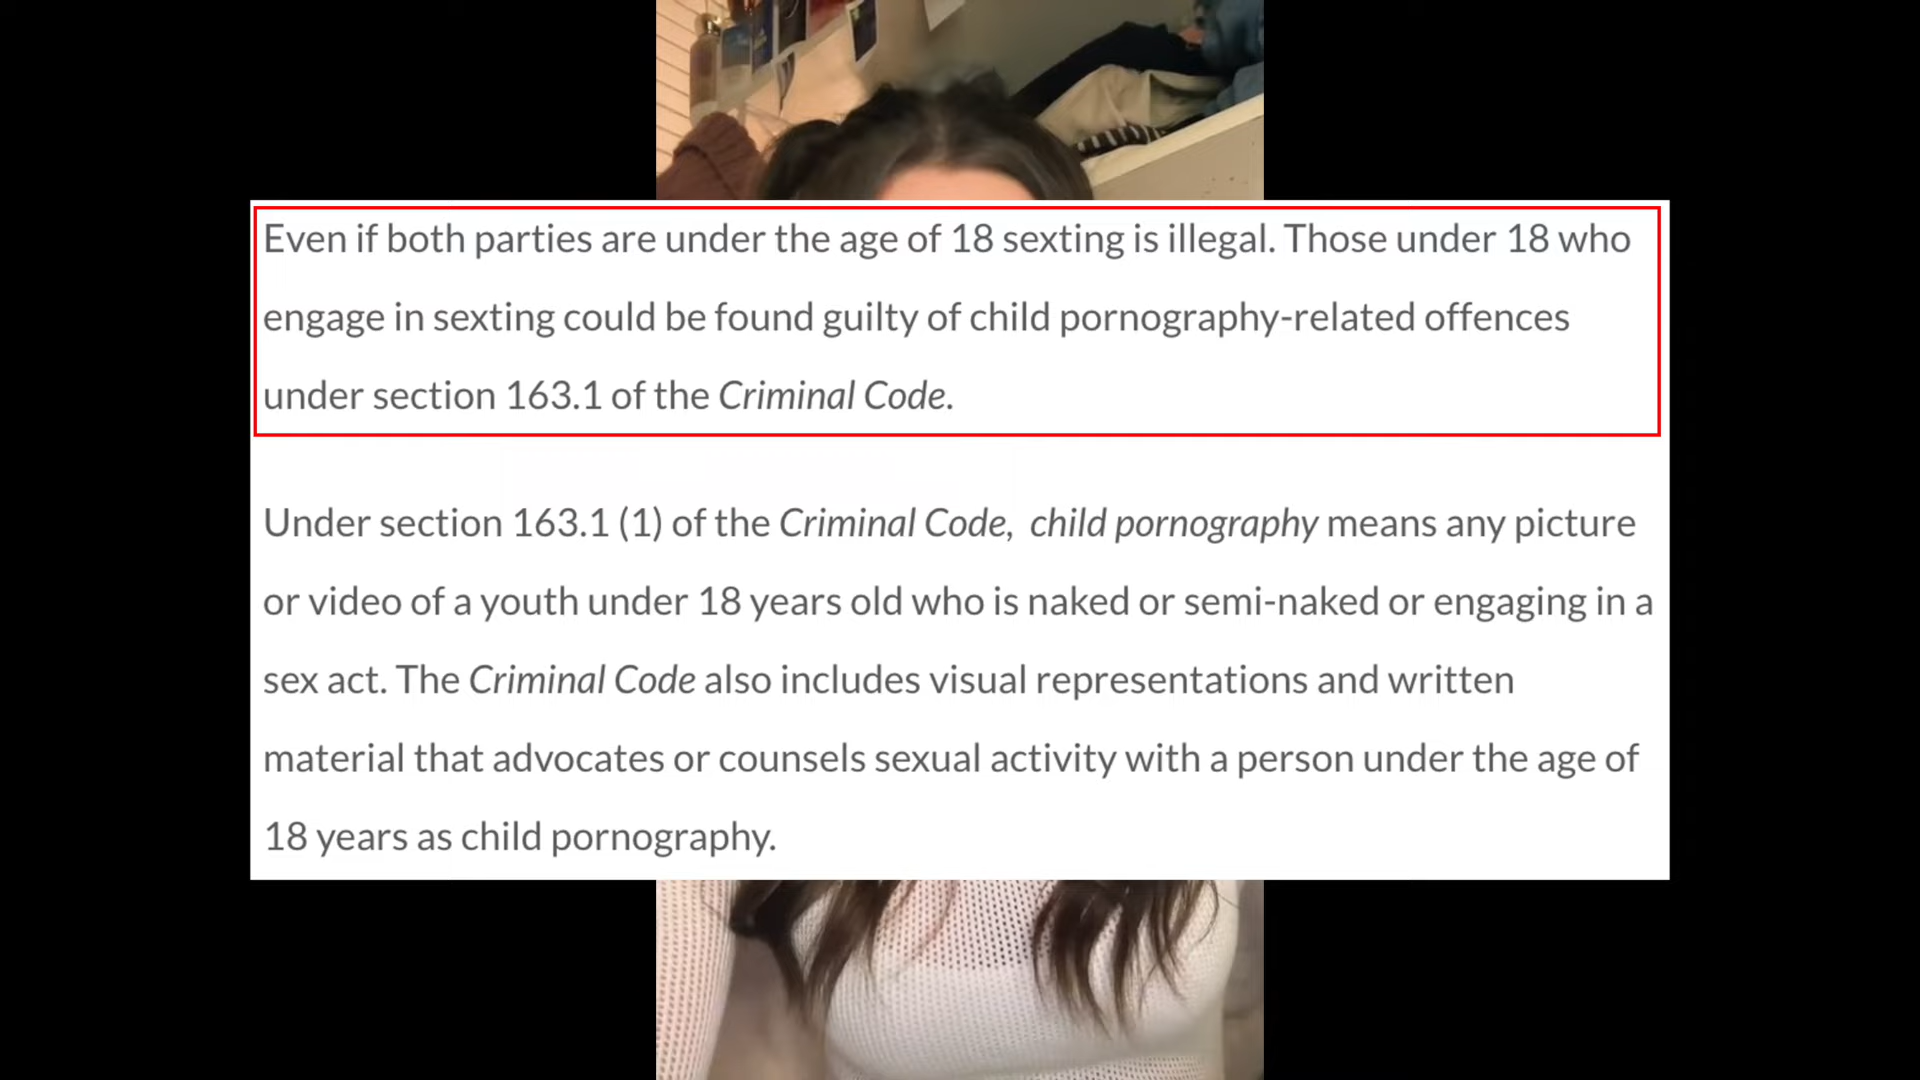 Even if both parties are under the age of 18 sexting is illegal. Those under 18 who
engage in sexting could be found guilty of child pornography-related offences
under section 163.1 of the Criminal Code.
Under section 163.1 (1) of the Criminal Code, child pornography means any picture
or video of a youth under 18 years old who is naked or semi-naked or engaging in a
sex act. The Criminal Code also includes visual representations and written
material that advocates or counsels sexual activity with a person under the age of
18 years as child pornography.